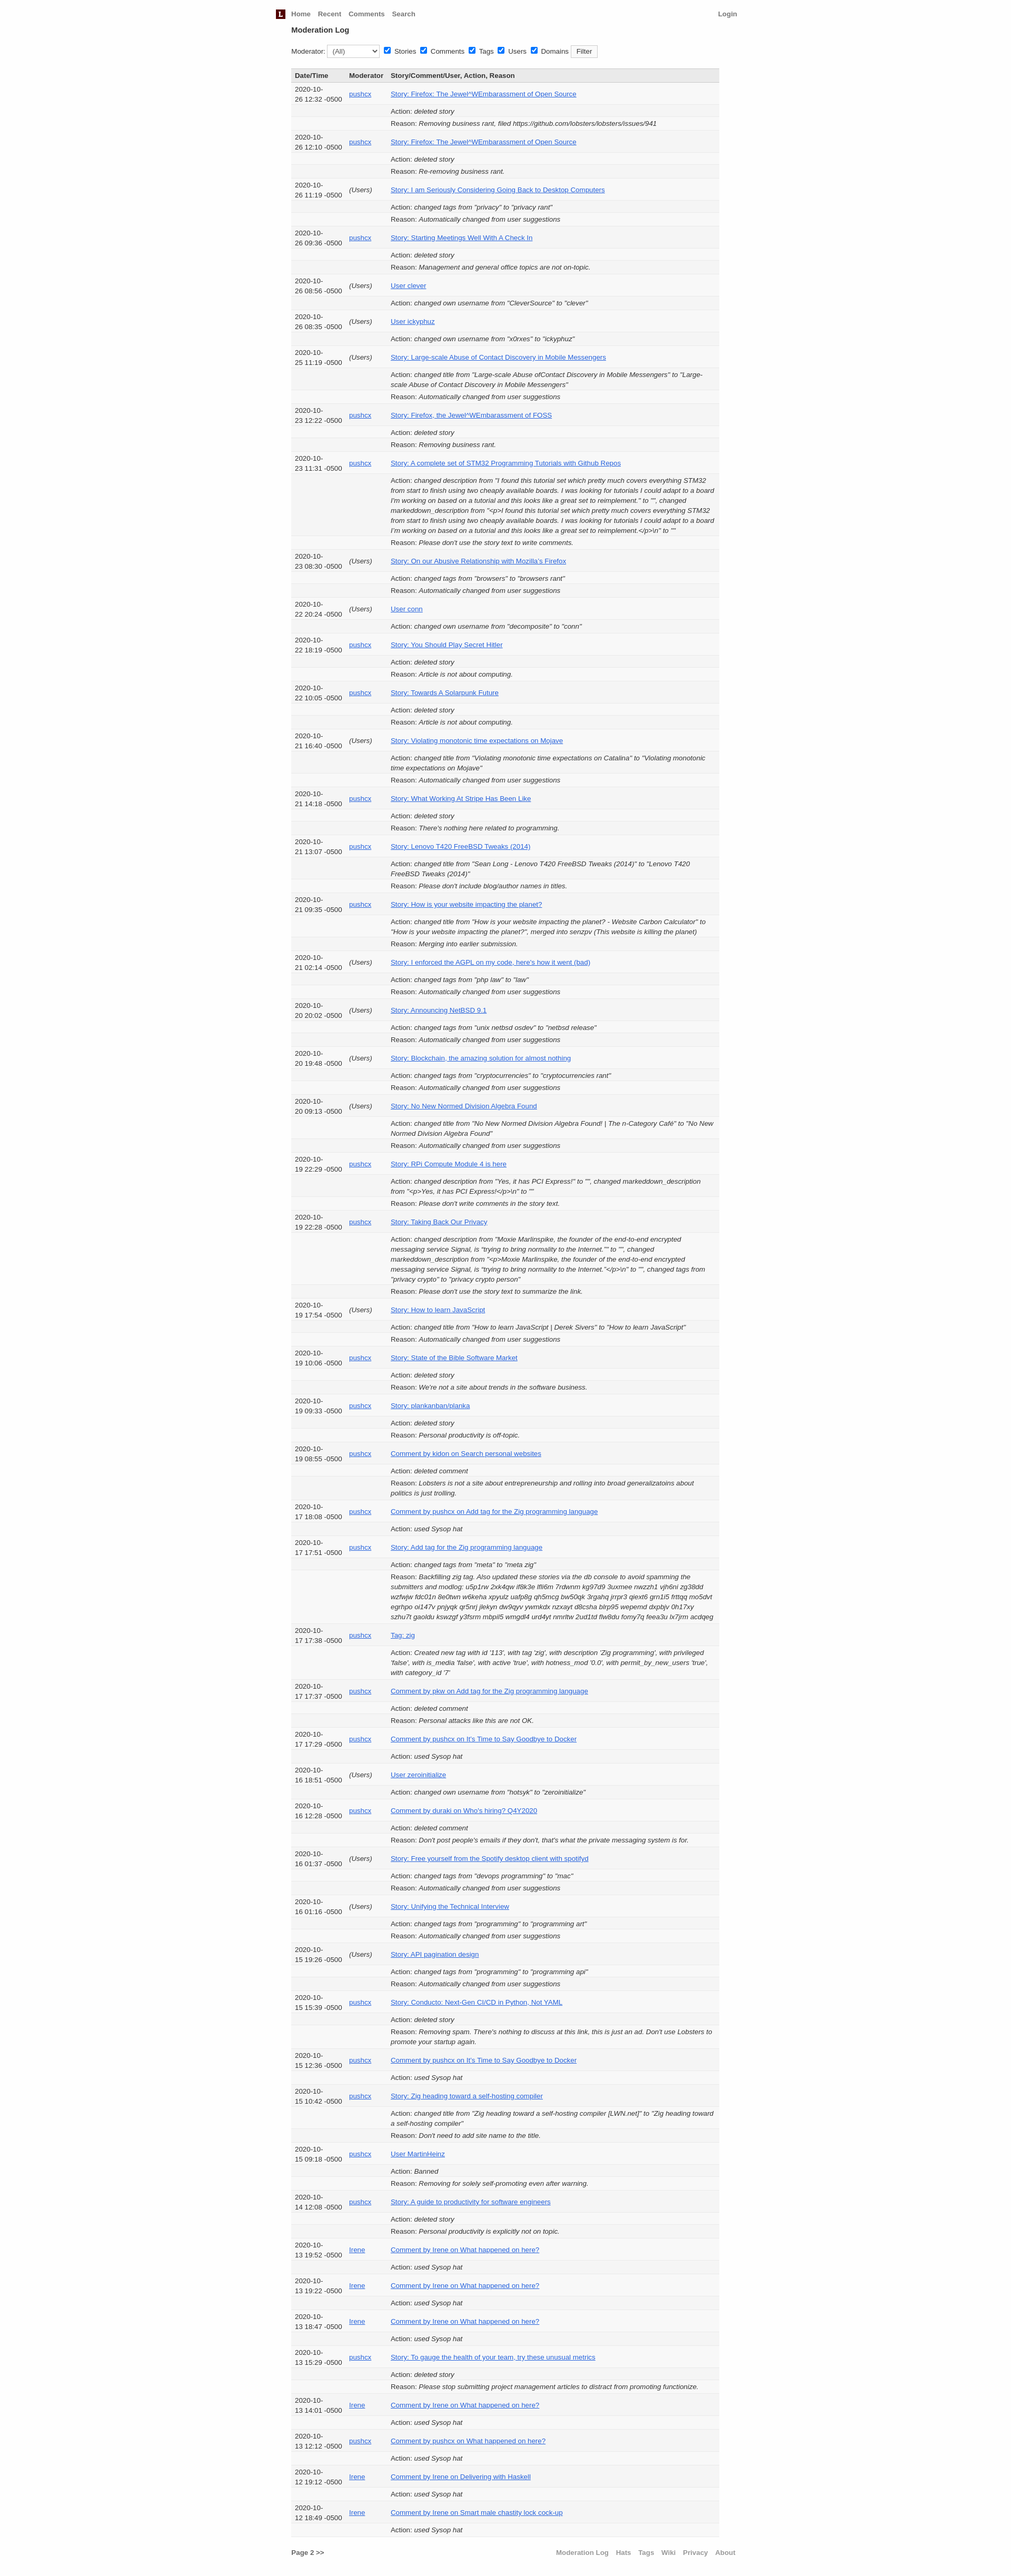 L Home Recent Comments Search Login
Moderation Log
Moderator: (All) Stories Comments Tags Users Domains Filter
Date/Time Moderator Story/Comment/User, Action, Reason
2020-10-
26 12:32 -0500 pushcx Story: Firefox: The Jewel^WEmbarassment of Open Source
Action: deleted story
Reason: Removing business rant, filed https://github.com/lobsters/lobsters/issues/941
2020-10-
26 12:10 -0500 pushcx Story: Firefox: The Jewel^WEmbarassment of Open Source
Action: deleted story
Reason: Re-removing business rant.
2020-10-
26 11:19 -0500 (Users) Story: I am Seriously Considering Going Back to Desktop Computers
Action: changed tags from "privacy" to "privacy rant"
Reason: Automatically changed from user suggestions
2020-10-
26 09:36 -0500 pushcx Story: Starting Meetings Well With A Check In
Action: deleted story
Reason: Management and general office topics are not on-topic.
2020-10-
26 08:56 -0500 (Users) User clever
Action: changed own username from "CleverSource" to "clever"
2020-10-
26 08:35 -0500 (Users) User ickyphuz
Action: changed own username from "x0rxes" to "ickyphuz"
2020-10-
25 11:19 -0500 (Users) Story: Large-scale Abuse of Contact Discovery in Mobile Messengers
Action: changed title from "Large-scale Abuse ofContact Discovery in Mobile Messengers" to "Large-
scale Abuse of Contact Discovery in Mobile Messengers"
Reason: Automatically changed from user suggestions
2020-10-
23 12:22 -0500 pushcx Story: Firefox, the Jewel^WEmbarassment of FOSS
Action: deleted story
Reason: Removing business rant.
2020-10-
23 11:31 -0500 pushcx Story: A complete set of STM32 Programming Tutorials with Github Repos
Action: changed description from "I found this tutorial set which pretty much covers everything STM32
from start to finish using two cheaply available boards. I was looking for tutorials I could adapt to a board
I'm working on based on a tutorial and this looks like a great set to reimplement." to "", changed
markeddown_description from "<p>I found this tutorial set which pretty much covers everything STM32
from start to finish using two cheaply available boards. I was looking for tutorials I could adapt to a board
I'm working on based on a tutorial and this looks like a great set to reimplement.</p>\n" to ""
Reason: Please don't use the story text to write comments.
2020-10-
23 08:30 -0500 (Users) Story: On our Abusive Relationship with Mozilla's Firefox
Action: changed tags from "browsers" to "browsers rant"
Reason: Automatically changed from user suggestions
2020-10-
22 20:24 -0500 (Users) User conn
Action: changed own username from "decomposite" to "conn"
2020-10-
22 18:19 -0500 pushcx Story: You Should Play Secret Hitler
Action: deleted story
Reason: Article is not about computing.
2020-10-
22 10:05 -0500 pushcx Story: Towards A Solarpunk Future
Action: deleted story
Reason: Article is not about computing.
2020-10-
21 16:40 -0500 (Users) Story: Violating monotonic time expectations on Mojave
Action: changed title from "Violating monotonic time expectations on Catalina" to "Violating monotonic
time expectations on Mojave"
Reason: Automatically changed from user suggestions
2020-10-
21 14:18 -0500 pushcx Story: What Working At Stripe Has Been Like
Action: deleted story
Reason: There's nothing here related to programming.
2020-10-
21 13:07 -0500 pushcx Story: Lenovo T420 FreeBSD Tweaks (2014)
Action: changed title from "Sean Long - Lenovo T420 FreeBSD Tweaks (2014)" to "Lenovo T420
FreeBSD Tweaks (2014)"
Reason: Please don't include blog/author names in titles.
2020-10-
21 09:35 -0500 pushcx Story: How is your website impacting the planet?
Action: changed title from "How is your website impacting the planet? - Website Carbon Calculator" to
"How is your website impacting the planet?", merged into senzpv (This website is killing the planet)
Reason: Merging into earlier submission.
2020-10-
21 02:14 -0500 (Users) Story: I enforced the AGPL on my code, here's how it went (bad)
Action: changed tags from "php law" to "law"
Reason: Automatically changed from user suggestions
2020-10-
20 20:02 -0500 (Users) Story: Announcing NetBSD 9.1
Action: changed tags from "unix netbsd osdev" to "netbsd release"
Reason: Automatically changed from user suggestions
2020-10-
20 19:48 -0500 (Users) Story: Blockchain, the amazing solution for almost nothing
Action: changed tags from "cryptocurrencies" to "cryptocurrencies rant"
Reason: Automatically changed from user suggestions
2020-10-
20 09:13 -0500 (Users) Story: No New Normed Division Algebra Found
Action: changed title from "No New Normed Division Algebra Found! | The n-Category Café" to "No New
Normed Division Algebra Found"
Reason: Automatically changed from user suggestions
2020-10-
19 22:29 -0500 pushcx Story: RPi Compute Module 4 is here
Action: changed description from "Yes, it has PCI Express!" to "", changed markeddown_description
from "<p>Yes, it has PCI Express!</p>\n" to ""
Reason: Please don't write comments in the story text.
2020-10-
19 22:28 -0500 pushcx Story: Taking Back Our Privacy
Action: changed description from "Moxie Marlinspike, the founder of the end-to-end encrypted
messaging service Signal, is “trying to bring normality to the Internet.”" to "", changed
markeddown_description from "<p>Moxie Marlinspike, the founder of the end-to-end encrypted
messaging service Signal, is “trying to bring normality to the Internet.”</p>\n" to "", changed tags from
"privacy crypto" to "privacy crypto person"
Reason: Please don't use the story text to summarize the link.
2020-10-
19 17:54 -0500 (Users) Story: How to learn JavaScript
Action: changed title from "How to learn JavaScript | Derek Sivers" to "How to learn JavaScript"
Reason: Automatically changed from user suggestions
2020-10-
19 10:06 -0500 pushcx Story: State of the Bible Software Market
Action: deleted story
Reason: We're not a site about trends in the software business.
2020-10-
19 09:33 -0500 pushcx Story: plankanban/planka
Action: deleted story
Reason: Personal productivity is off-topic.
2020-10-
19 08:55 -0500 pushcx Comment by kidon on Search personal websites
Action: deleted comment
Reason: Lobsters is not a site about entrepreneurship and rolling into broad generalizatoins about
politics is just trolling.
2020-10-
17 18:08 -0500 pushcx Comment by pushcx on Add tag for the Zig programming language
Action: used Sysop hat
2020-10-
17 17:51 -0500 pushcx Story: Add tag for the Zig programming language
Action: changed tags from "meta" to "meta zig"
Reason: Backfilling zig tag. Also updated these stories via the db console to avoid spamming the
submitters and modlog: u5p1rw 2xk4qw if8k3e lfli6m 7rdwnm kg97d9 3uxmee nwzzh1 vjh6ni zg38dd
wzfwjw fdc01n 8e0twn w6keha xpyulz uafp8g qh5mcg bw50qk 3rgahq jrrpr3 qiext6 grn1i5 frttqq mo5dvt
egrhpo oi147v pnjyqk qr5nrj jlekyn dw9qyv ywmkdx nzxayt d8csha blrp95 wepemd dxpbjv 0h17xy
szhu7t gaoldu kswzgf y3fsrm mbpil5 wmgdl4 urd4yt nmrltw 2ud1td flw8du fomy7q feea3u lx7jrm acdqeg
2020-10-
17 17:38 -0500 pushcx Tag: zig
Action: Created new tag with id '113', with tag 'zig', with description 'Zig programming', with privileged
'false', with is_media 'false', with active 'true', with hotness_mod '0.0', with permit_by_new_users 'true',
with category_id '7'
2020-10-
17 17:37 -0500 pushcx Comment by pkw on Add tag for the Zig programming language
Action: deleted comment
Reason: Personal attacks like this are not OK.
2020-10-
17 17:29 -0500 pushcx Comment by pushcx on It's Time to Say Goodbye to Docker
Action: used Sysop hat
2020-10-
16 18:51 -0500 (Users) User zeroinitialize
Action: changed own username from "hotsyk" to "zeroinitialize"
2020-10-
16 12:28 -0500 pushcx Comment by duraki on Who's hiring? Q4Y2020
Action: deleted comment
Reason: Don't post people's emails if they don't, that's what the private messaging system is for.
2020-10-
16 01:37 -0500 (Users) Story: Free yourself from the Spotify desktop client with spotifyd
Action: changed tags from "devops programming" to "mac"
Reason: Automatically changed from user suggestions
2020-10-
16 01:16 -0500 (Users) Story: Unifying the Technical Interview
Action: changed tags from "programming" to "programming art"
Reason: Automatically changed from user suggestions
2020-10-
15 19:26 -0500 (Users) Story: API pagination design
Action: changed tags from "programming" to "programming api"
Reason: Automatically changed from user suggestions
2020-10-
15 15:39 -0500 pushcx Story: Conducto: Next-Gen CI/CD in Python, Not YAML
Action: deleted story
Reason: Removing spam. There's nothing to discuss at this link, this is just an ad. Don't use Lobsters to
promote your startup again.
2020-10-
15 12:36 -0500 pushcx Comment by pushcx on It's Time to Say Goodbye to Docker
Action: used Sysop hat
2020-10-
15 10:42 -0500 pushcx Story: Zig heading toward a self-hosting compiler
Action: changed title from "Zig heading toward a self-hosting compiler [LWN.net]" to "Zig heading toward
a self-hosting compiler"
Reason: Don't need to add site name to the title.
2020-10-
15 09:18 -0500 pushcx User MartinHeinz
Action: Banned
Reason: Removing for solely self-promoting even after warning.
2020-10-
14 12:08 -0500 pushcx Story: A guide to productivity for software engineers
Action: deleted story
Reason: Personal productivity is explicitly not on topic.
2020-10-
13 19:52 -0500 Irene Comment by Irene on What happened on here?
Action: used Sysop hat
2020-10-
13 19:22 -0500 Irene Comment by Irene on What happened on here?
Action: used Sysop hat
2020-10-
13 18:47 -0500 Irene Comment by Irene on What happened on here?
Action: used Sysop hat
2020-10-
13 15:29 -0500 pushcx Story: To gauge the health of your team, try these unusual metrics
Action: deleted story
Reason: Please stop submitting project management articles to distract from promoting functionize.
2020-10-
13 14:01 -0500 Irene Comment by Irene on What happened on here?
Action: used Sysop hat
2020-10-
13 12:12 -0500 pushcx Comment by pushcx on What happened on here?
Action: used Sysop hat
2020-10-
12 19:12 -0500 Irene Comment by Irene on Delivering with Haskell
Action: used Sysop hat
2020-10-
12 18:49 -0500 Irene Comment by Irene on Smart male chastity lock cock-up
Action: used Sysop hat
Page 2 >> Moderation Log Hats Tags Wiki Privacy About